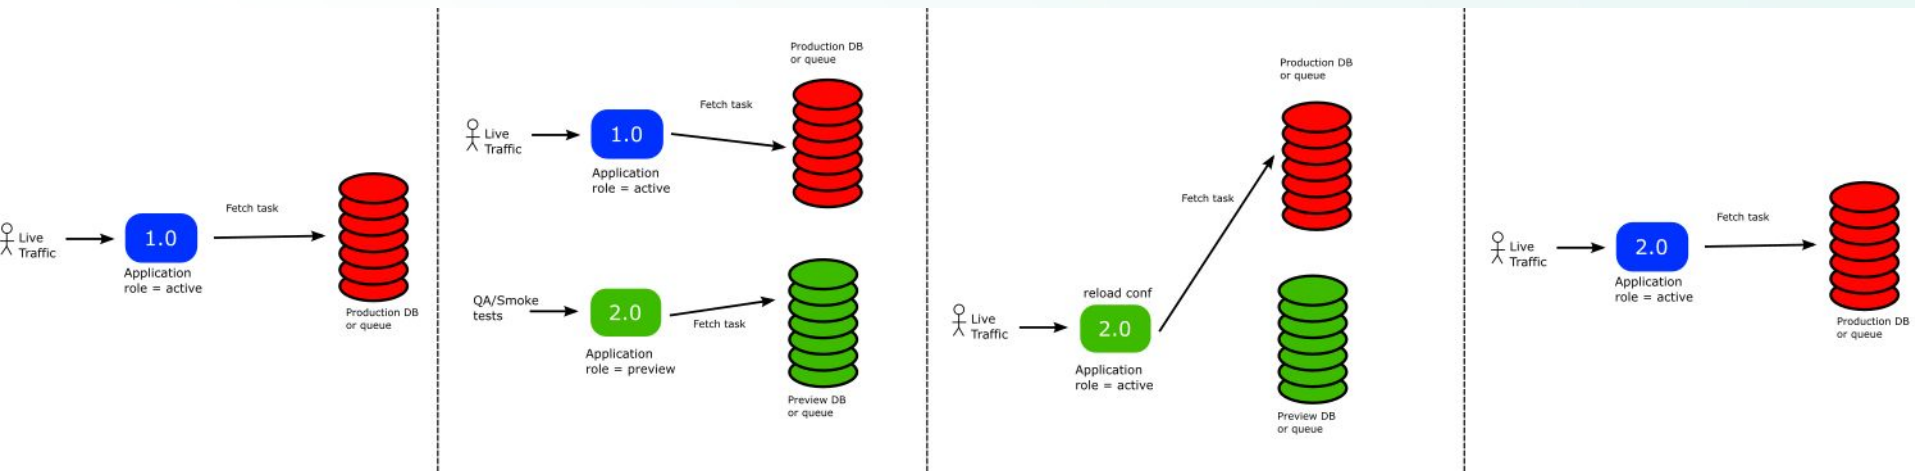 Live
Traffic
1.0
Application
role = active
Fetch task
Production DB
or queue
Production DB
or queue
Live
Traffic
1.0
Application
role = active
Fetch task
QA/Smoke
tests
2.0
Application
role = preview
Fetch task
Preview DB
or queue
Production DB
or queue
Fetch task
Live
Traffic
reload conf
2.0
Application
role = active
Preview DB
or queue
Live
Traffic
2.0
Application
role = active
Fetch task
Production DB
or queue